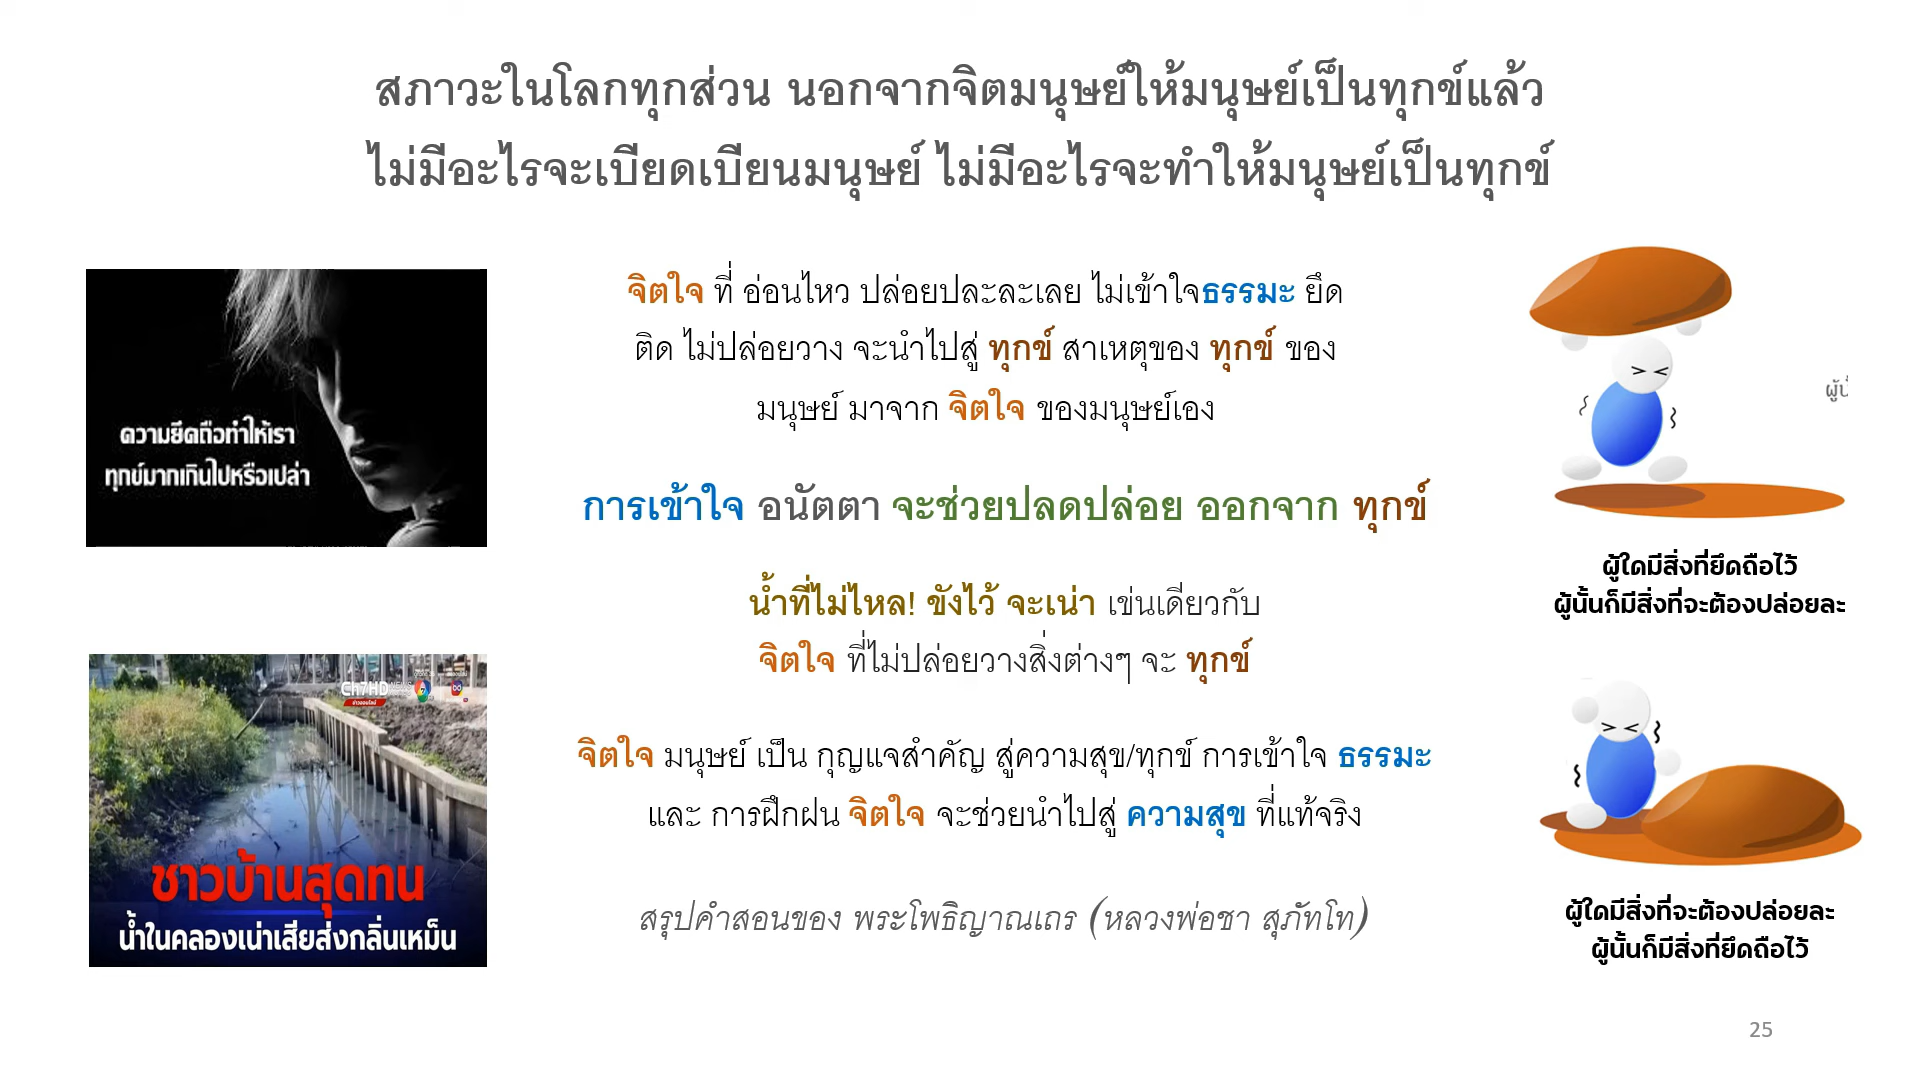 สภาวะในโลกทุกส่วน นอกจากจิตมนุษย์ให้มนุษย์เป็นทุกข์แล้ว
ไม่มีอะไรจะเบียดเบียนมนุษย์ ไม่มีอะไรจะทำให้มนุษย์เป็นทุกข์
ความยึดถือทำให้เรา
ทุกข์มากเกินไปหรือเปล่า
จิตใจ ที่ อ่อนไหว ปล่อยปละละเลย ไม่เข้าใจธรรมะ ยึด
ติด ไม่ปล่อยวาง จะนำไปสู่ ทุกข์ สาเหตุของ ทุกข์ ของ
มนุษย์ มาจาก จิตใจ ของมนุษย์เอง
การเข้าใจ อนัตตา จะช่วยปลดปล่อย ออกจาก ทุกข์
น้ำที่ไม่ไหล! ขังไว้ จะเน่า เช่นเดียวกับ
จิตใจ ที่ไม่ปล่อยวางสิ่งต่างๆ จะ ทุกข์
จิตใจ มนุษย์ เป็น กุญแจสำคัญ สู่ความสุข/ทุกข์ การเข้าใจ ธรรมะ
และ การฝึกฝน จิตใจ จะช่วยนำไปสู่ ความสุข ที่แท้จริง
สรุปคำสอนของ พระโพธิญาณเถร (หลวงพ่อชา สุภัทโท)
ผู้ใดมีสิ่งที่ยึดถือไว้
ผู้นั้นก็มีสิ่งที่จะต้องปล่อยละ
Ch7HD NEWS
ชาวบ้านสุดทน
น้ำในคลองเน่าเสียส่งกลิ่นเหม็น
ผู้ใดมีสิ่งที่จะต้องปล่อยละ
ผู้นั้นก็มีสิ่งที่ยึดถือไว้
25